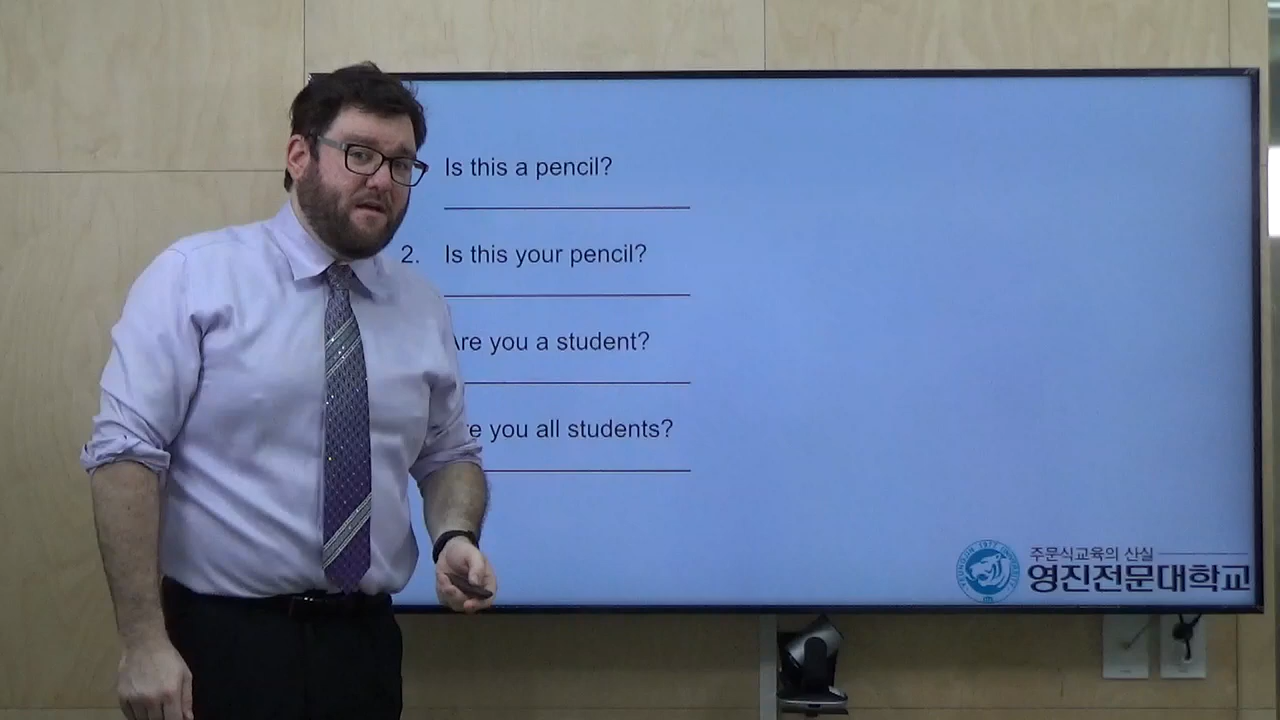 Is this a pencil?
2. Is this your pencil?
Are you a student?
you all students?
주문식교육의 산실
영진전문대학교